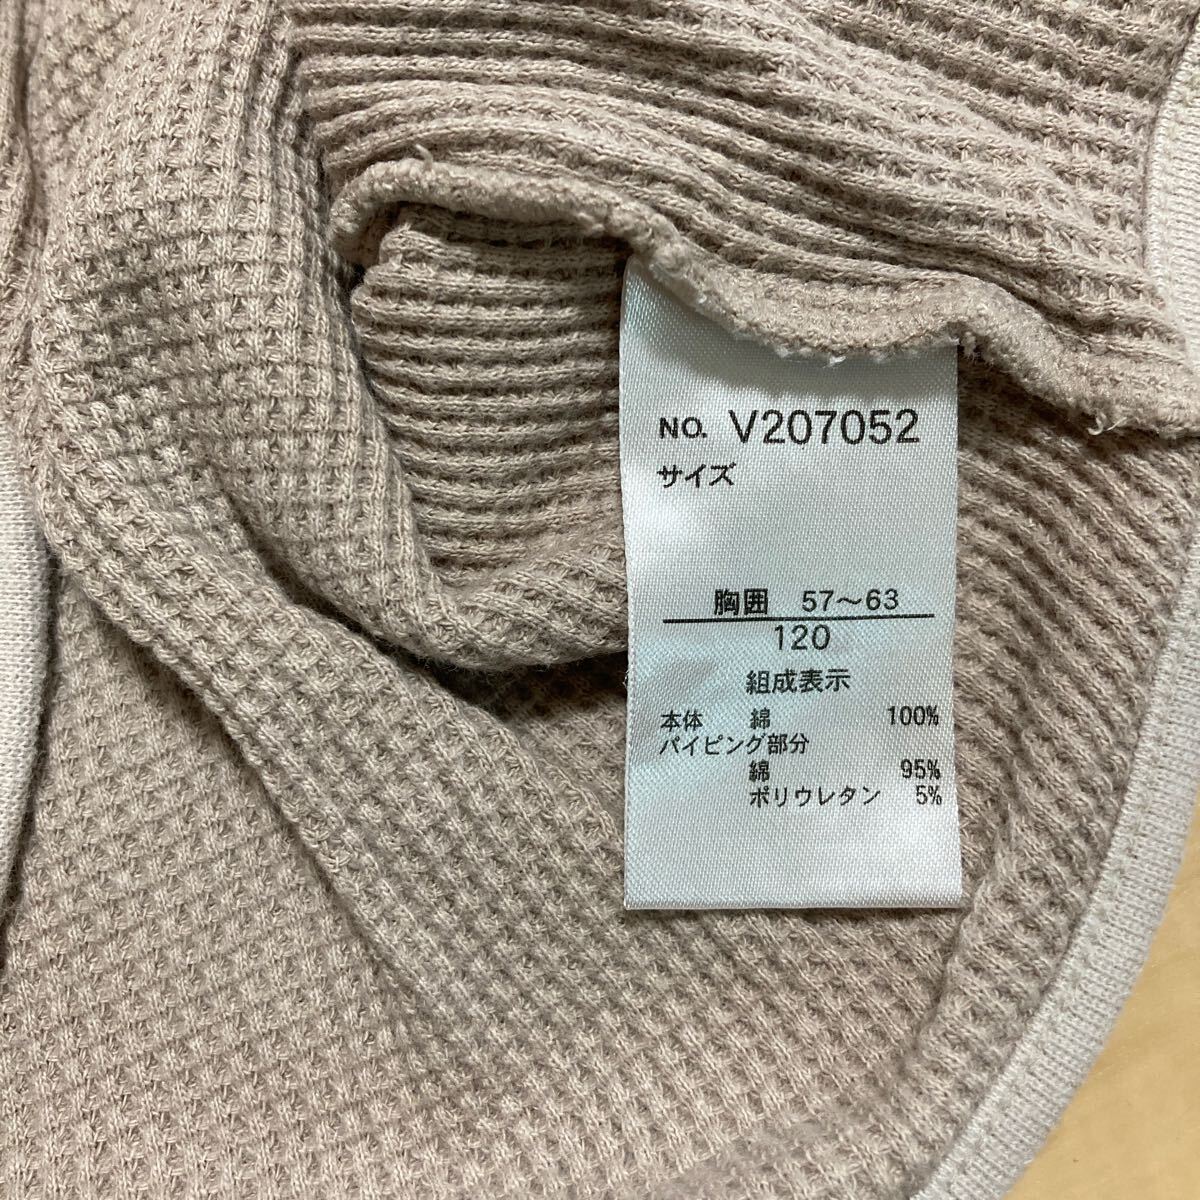 NO. V207052
サイズ
胸囲 57〜63
120
組成表示
本体 綿 100%
パイピング部分
綿 95%
ポリウレタン 5%